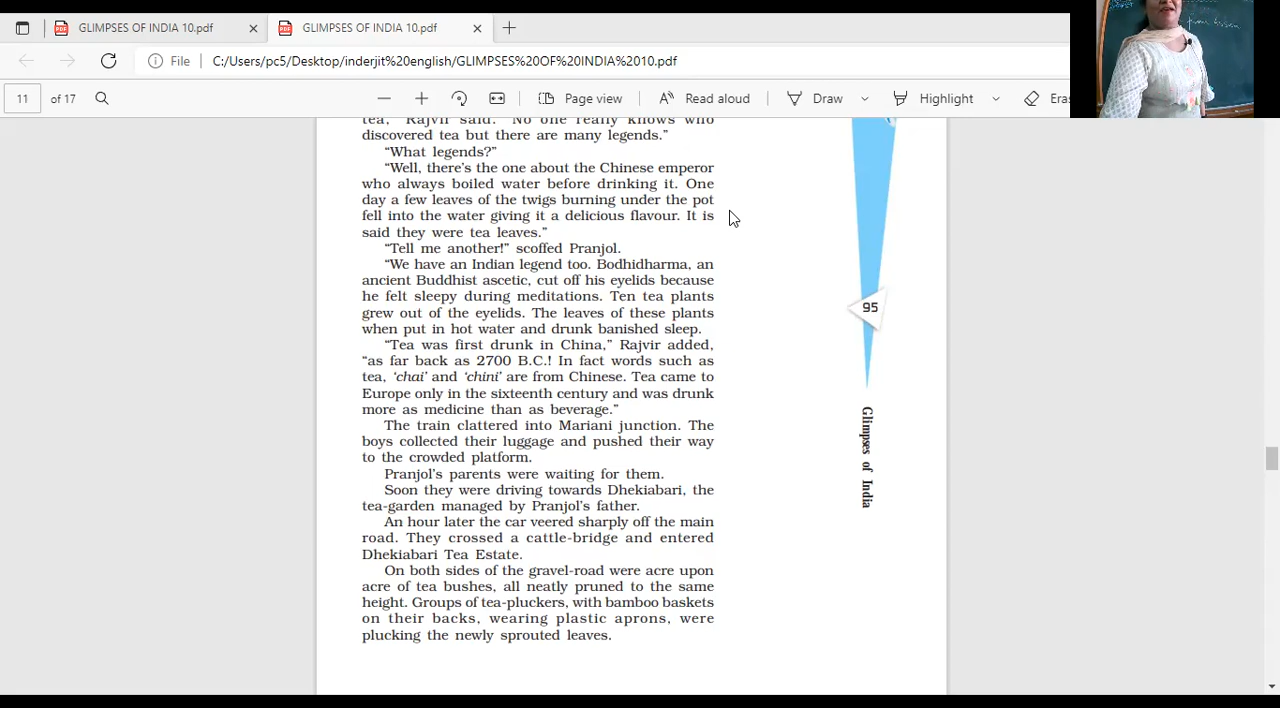 GLIMPSES OF INDIA 10.pdf
GLIMPSES OF INDIA 10.pdf
File C:/Users/pc5/Desktop/inderjit%20english/GLIMPSES%20OF%20INDIA%2010.pdf
11 of 17 Page view Read aloud Draw Highlight Eras
from Assam
tea," Rajvir said. "No one really knows who
discovered tea but there are many legends."
"What legends?"
"Well, there's the one about the Chinese emperor
who always boiled water before drinking it. One
day a few leaves of the twigs burning under the pot
fell into the water giving it a delicious flavour. It is
said they were tea leaves."
"Tell me another!" scoffed Pranjol.
"We have an Indian legend too. Bodhidharma, an
ancient Buddhist ascetic, cut off his eyelids because
he felt sleepy during meditations. Ten tea plants
grew out of the eyelids. The leaves of these plants
when put in hot water and drunk banished sleep.
"Tea was first drunk in China," Rajvir added,
"as far back as 2700 B.C.! In fact words such as
tea, 'chai' and 'chini' are from Chinese. Tea came to
Europe only in the sixteenth century and was drunk
more as medicine than as beverage."
The train clattered into Mariani junction. The
boys collected their luggage and pushed their way
to the crowded platform.
Pranjol's parents were waiting for them.
Soon they were driving towards Dhekiabari, the
tea-garden managed by Pranjol's father.
An hour later the car veered sharply off the main
road. They crossed a cattle-bridge and entered
Dhekiabari Tea Estate.
On both sides of the gravel-road were acre upon
acre of tea bushes, all neatly pruned to the same
height. Groups of tea-pluckers, with bamboo baskets
on their backs, wearing plastic aprons, were
plucking the newly sprouted leaves.
95
Glimpses of India